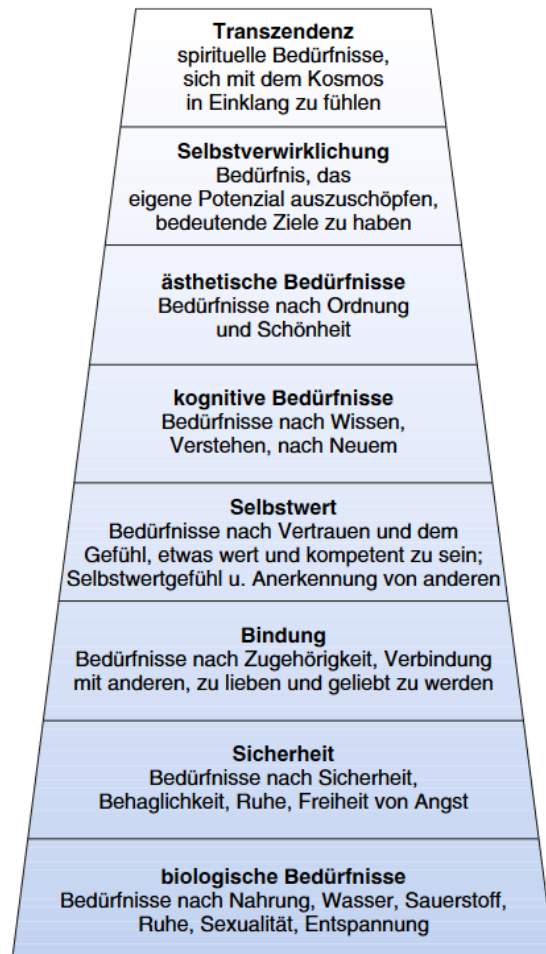 Transzendenz
spirituelle Bedürfnisse,
sich mit dem Kosmos
in Einklang zu fühlen
Selbstverwirklichung
Bedürfnis, das
eigene Potenzial auszuschöpfen,
bedeutende Ziele zu haben
ästhetische Bedürfnisse
Bedürfnisse nach Ordnung
und Schönheit
kognitive Bedürfnisse
Bedürfnisse nach Wissen,
Verstehen, nach Neuem
Selbstwert
Bedürfnisse nach Vertrauen und dem
Gefühl, etwas wert und kompetent zu sein;
Selbstwertgefühl u. Anerkennung von anderen
Bindung
Bedürfnisse nach Zugehörigkeit, Verbindung
mit anderen, zu lieben und geliebt zu werden
Sicherheit
Bedürfnisse nach Sicherheit,
Behaglichkeit, Ruhe, Freiheit von Angst
biologische Bedürfnisse
Bedürfnisse nach Nahrung, Wasser, Sauerstoff,
Ruhe, Sexualität, Entspannung